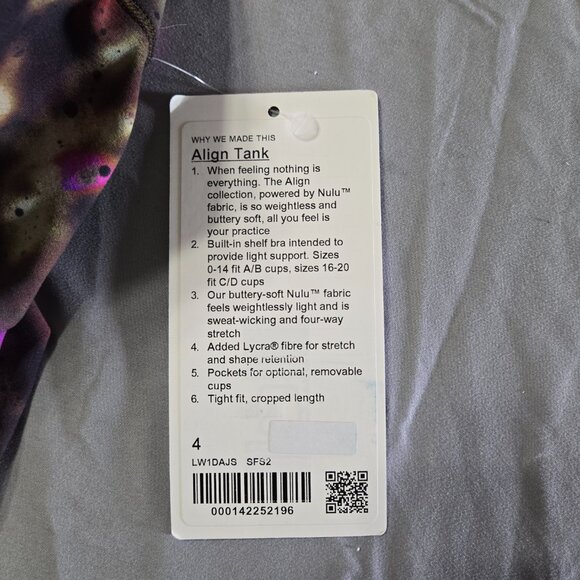 WHY WE MADE THIS
Align Tank
1. When feeling nothing is
everything. The Align
collection, powered by Nulu™
fabric, is so weightless and
buttery soft, all you feel is
your practice
2. Built-in shelf bra intended to
provide light support. Sizes
0-14 fit A/B cups, sizes 16-20
fit C/D cups
3. Our buttery-soft Nulu™ fabric
feels weightlessly light and is
sweat-wicking and four-way
stretch
4. Added Lycra® fibre for stretch
and shape retention
5. Pockets for optional, removable
cups
6. Tight fit, cropped length
4
LW1DAJS SFS2
000142252196